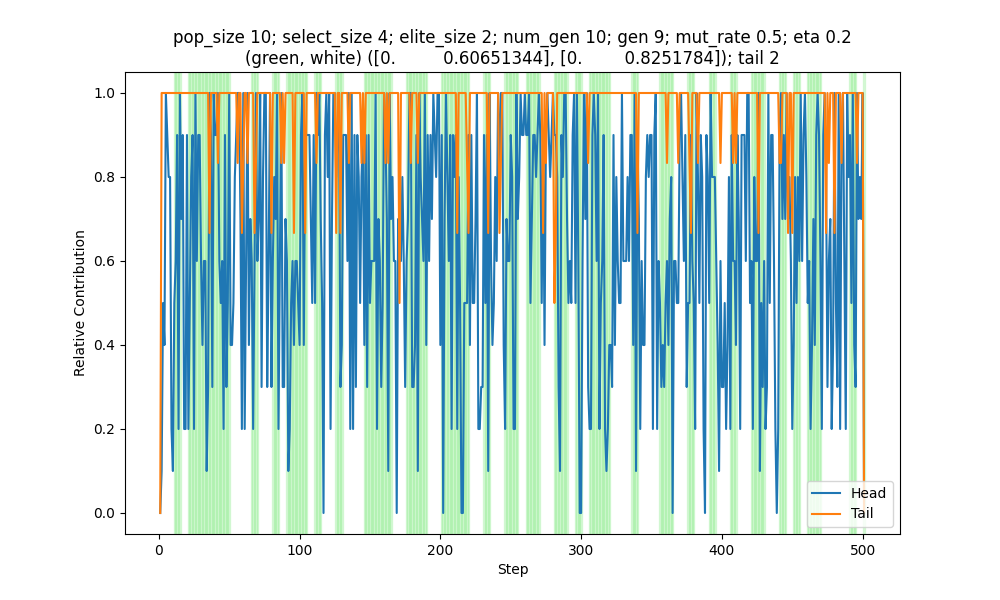 pop_size 10; select_size 4; elite_size 2; num_gen 10; gen 9; mut_rate 0.5; eta 0.2
(green, white) ([0.         0.60651344], [0.        0.8251784]); tail 2
1.0
0.8
0.6
0.4
0.2
0.0
Relative Contribution
0
100
200
300
400
500
Step
Head
Tail